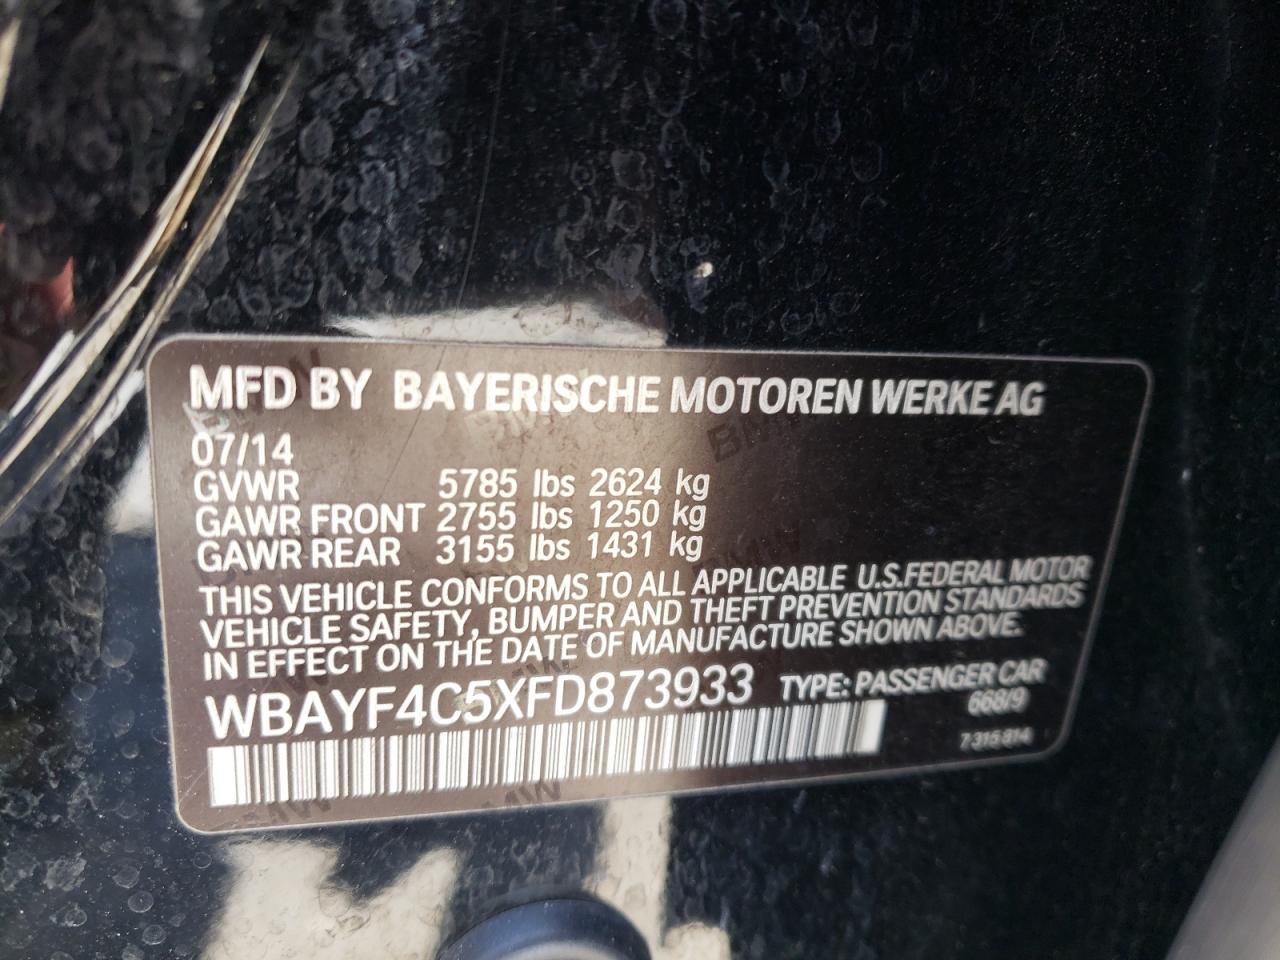 MFD BY BAYERISCHE MOTOREN WERKE AG
07/14
GVWR 5785 lbs 2624 kg
GAWR FRONT 2755 lbs 1250 kg
GAWR REAR 3155 lbs 1431 kg
THIS VEHICLE CONFORMS TO ALL APPLICABLE U.S.FEDERAL MOTOR
VEHICLE SAFETY, BUMPER AND THEFT PREVENTION STANDARDS
IN EFFECT ON THE DATE OF MANUFACTURE SHOWN ABOVE.
WBAYF4C5XFD873933 TYPE: PASSENGER CAR
668/9
7 315 814